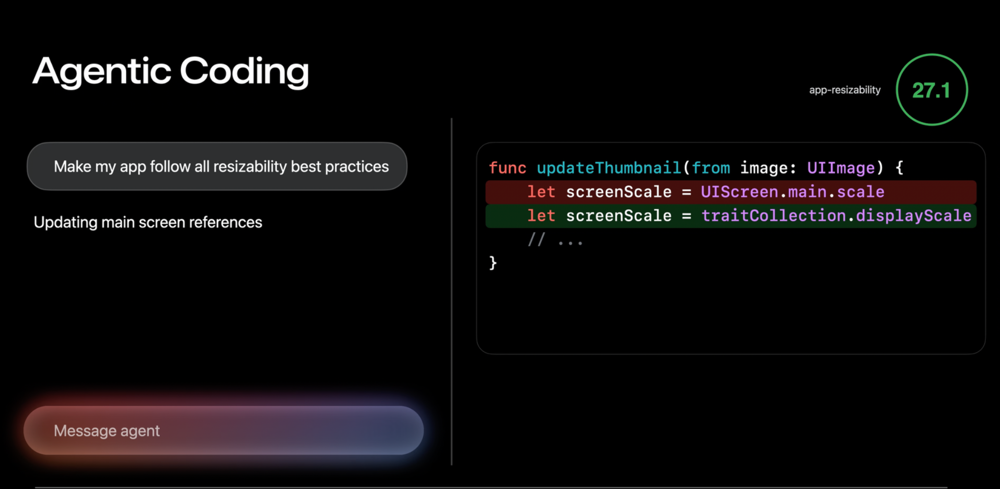 Agentic Coding
app-resizability
27.1
Make my app follow all resizability best practices
Updating main screen references
Message agent
func updateThumbnail(from image: UIImage) {
    let screenScale = UIScreen.main.scale
    let screenScale = traitCollection.displayScale
    // ...
}